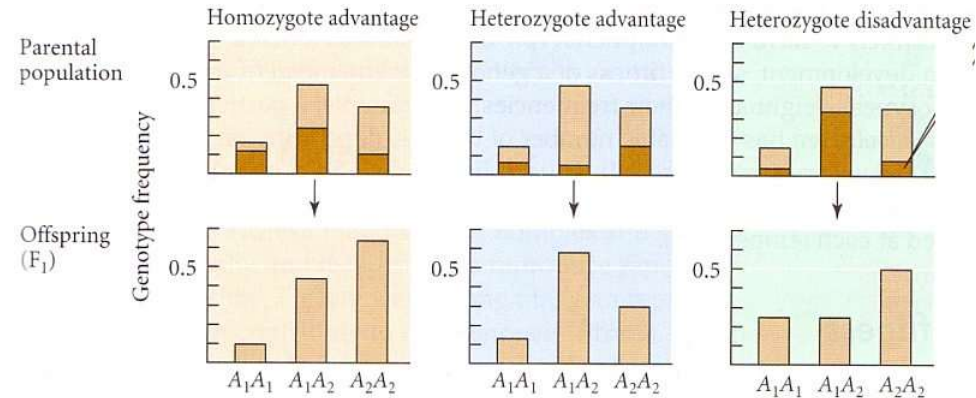 Homozygote advantage
Heterozygote advantage
Heterozygote disadvantage
Parental
population
0.5
0.5
0.5
Genotype frequency
Offspring
(F₁)
0.5
0.5
0.5
A₁A₁ A₁A₂ A₂A₂
A₁A₁ A₁A₂ A₂A₂
A₁A₁ A₁A₂ A₂A₂